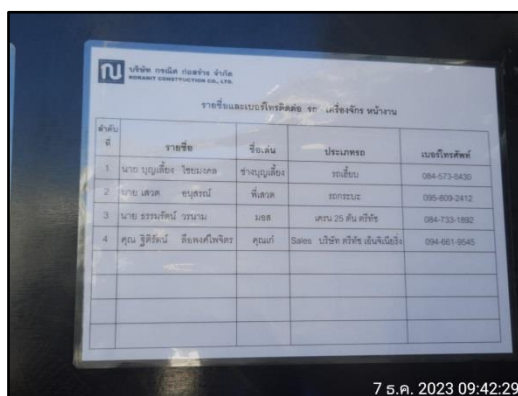 บริษัท กรณิศ ก่อสร้าง จำกัด
KORANIT CONSTRUCTION CO., LTD.
รายชื่อและเบอร์โทรติดต่อ รถ เครื่องจักร หน้างาน
ลำดับที่ รายชื่อ ชื่อเล่น ประเภทรถ เบอร์โทรศัพท์
1 นาย บุญเลี้ยง ไชยมงคล ช่างบุญเลี้ยง รถเฮี๊ยบ 084-573-6439
2 นาย เสวด อนุสรณ์ พี่เสวด รถกระบะ 095-609-2412
3 นาย ธรรมรัตน์ วรนาม มอส เครน 25 ตัน ตรีทัช 084-733-1892
4 คุณ ฐิติรัตน์ ลือพงศ์ไพจิตร คุณเก๋ Sales บริษัท ตรีทัช เอ็นจิเนียริ่ง 094-661-9545
7 ธ.ค. 2023 09:42:29